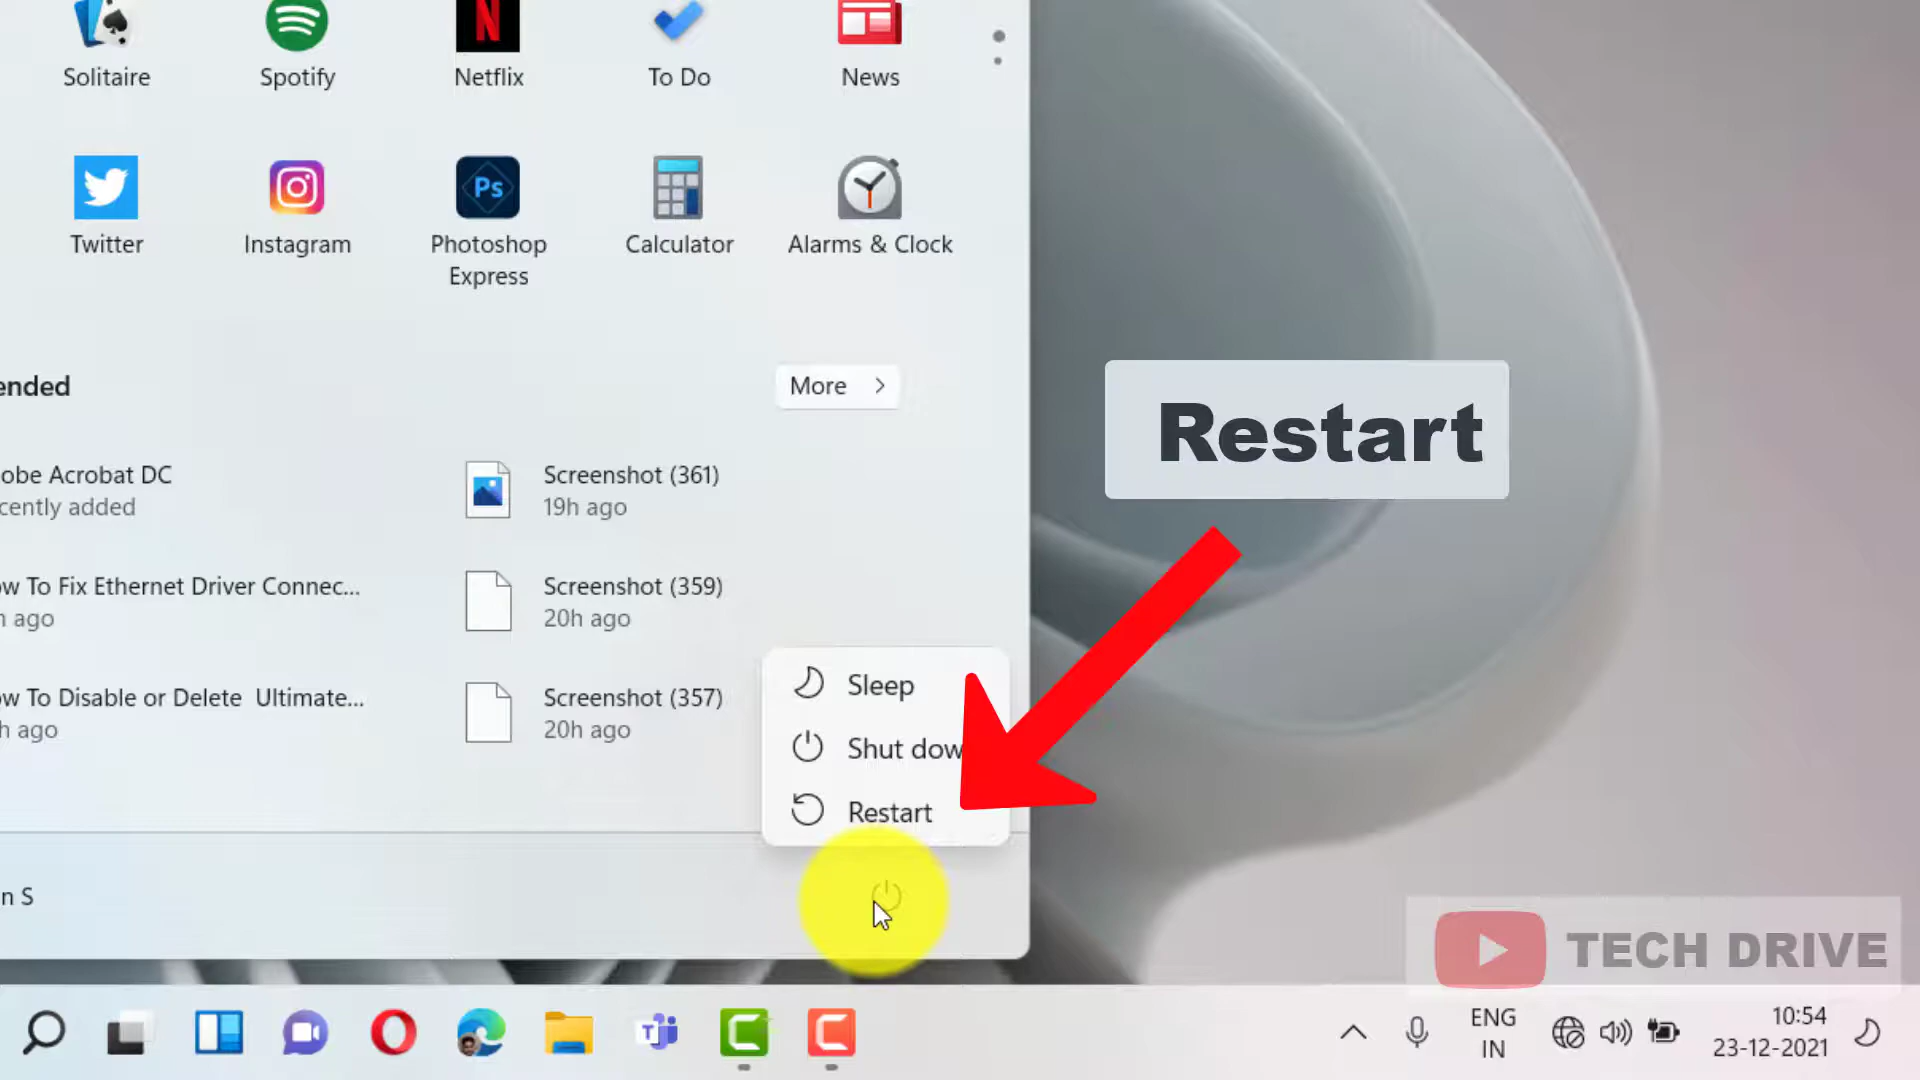 Solitaire
Spotify
Netflix
To Do
News
Twitter
Instagram
Ps
Photoshop
Express
Calculator
Alarms & Clock
ended
More
obe Acrobat DC
cently added
Screenshot (361)
19h ago
ow To Fix Ethernet Driver Connec...
h ago
Screenshot (359)
20h ago
ow To Disable or Delete Ultimate...
h ago
Screenshot (357)
20h ago
Restart
Sleep
Shut dow
Restart
n S
TECH DRIVE
ENG
IN
10:54
23-12-2021